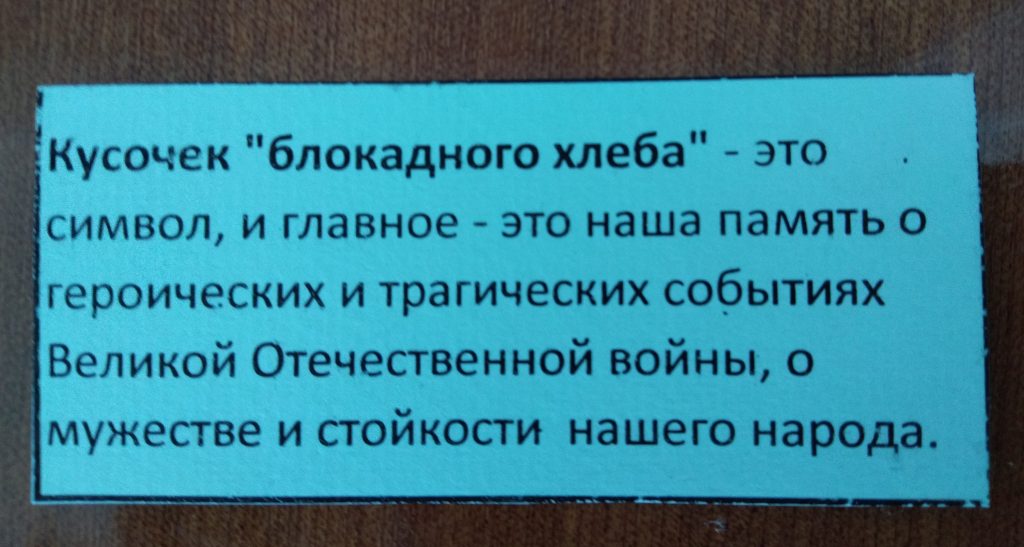 Кусочек "блокадного хлеба" - это
символ, и главное - это наша память о
героических и трагических событиях
Великой Отечественной войны, о
мужестве и стойкости нашего народа.